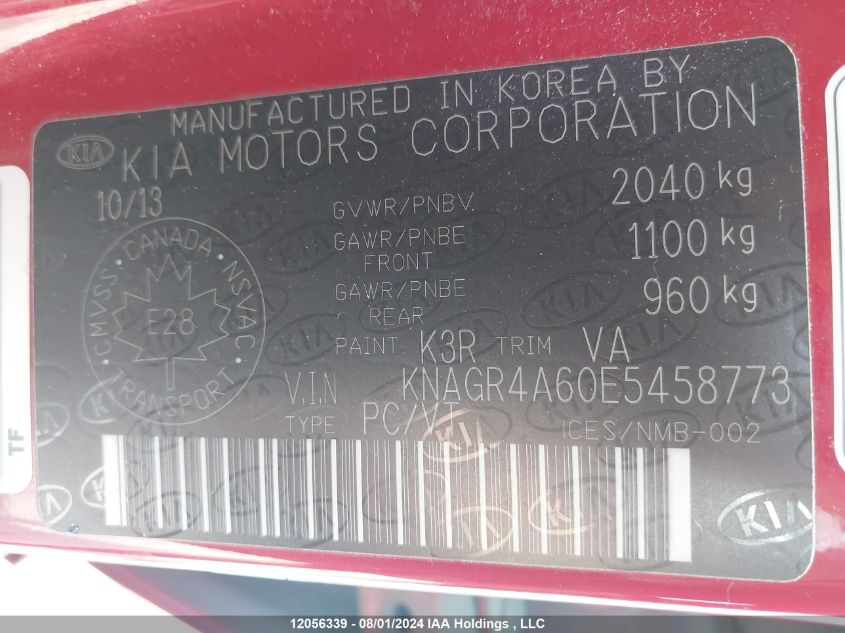 MANUFACTURED IN KOREA BY
KIA KIA MOTORS CORPORATION
10/13 GVWR/PNBV 2040 kg
GAWR/PNBE FRONT 1100 kg
GAWR/PNBE REAR 960 kg
CMVSS CANADA NSVAC
E28
TRANSPORT
PAINT K3R TRIM VA
VIN KNAGR4A60E5458773
TYPE PC/VT ICES/NMB-002
KIA
TF
12056339 - 08/01/2024 IAA Holdings , LLC